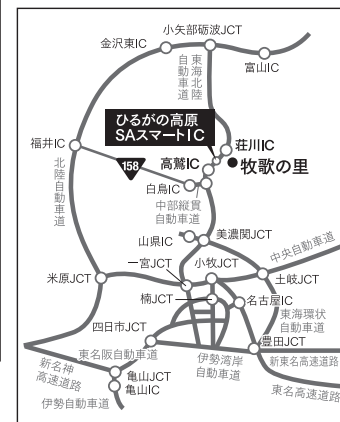 小矢部砺波JCT
金沢東IC
富山IC
東海北陸
自動車道
ひるがの高原
SAスマートIC
荘川IC
福井IC
158
高鷲IC
牧歌の里
白鳥IC
北陸自動車道
中部縦貫
自動車道
山県IC
美濃関JCT
中央自動車道
一宮JCT
小牧JCT
米原JCT
土岐JCT
楠JCT
名古屋IC
東海環状
自動車道
四日市JCT
豊田JCT
東名阪自動車道
伊勢湾岸
自動車道
新東名高速道路
新名神
高速道路
東名高速道路
亀山JCT
亀山IC
伊勢自動車道